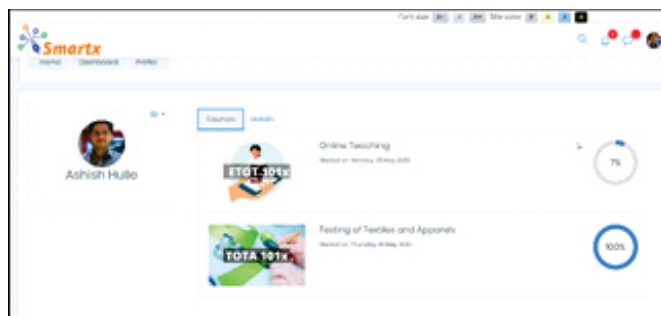 Font size A- A A+ Site color R A A A
Smartx
Home Dashboard Profile
Ashish Hulle
Courses Details
Online Teaching
ETOT 101x
7%
Testing of Textiles and Apparels
TOTA 101x
100%